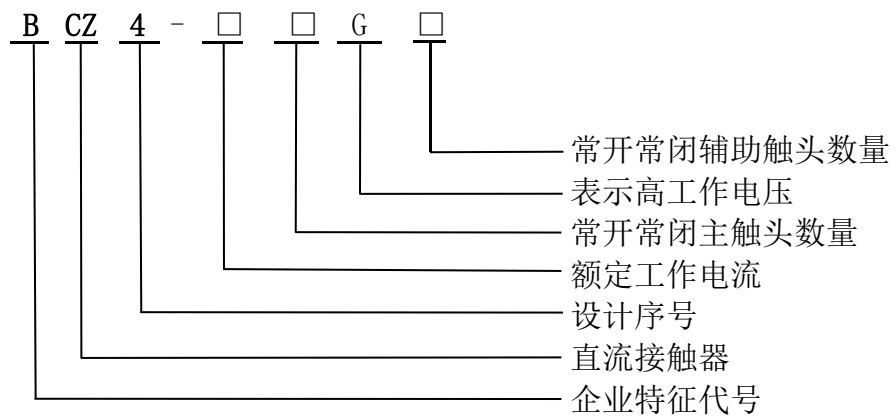 B CZ 4 - □ □ G □
常开常闭辅助触头数量
表示高工作电压
常开常闭主触头数量
额定工作电流
设计序号
直流接触器
企业特征代号